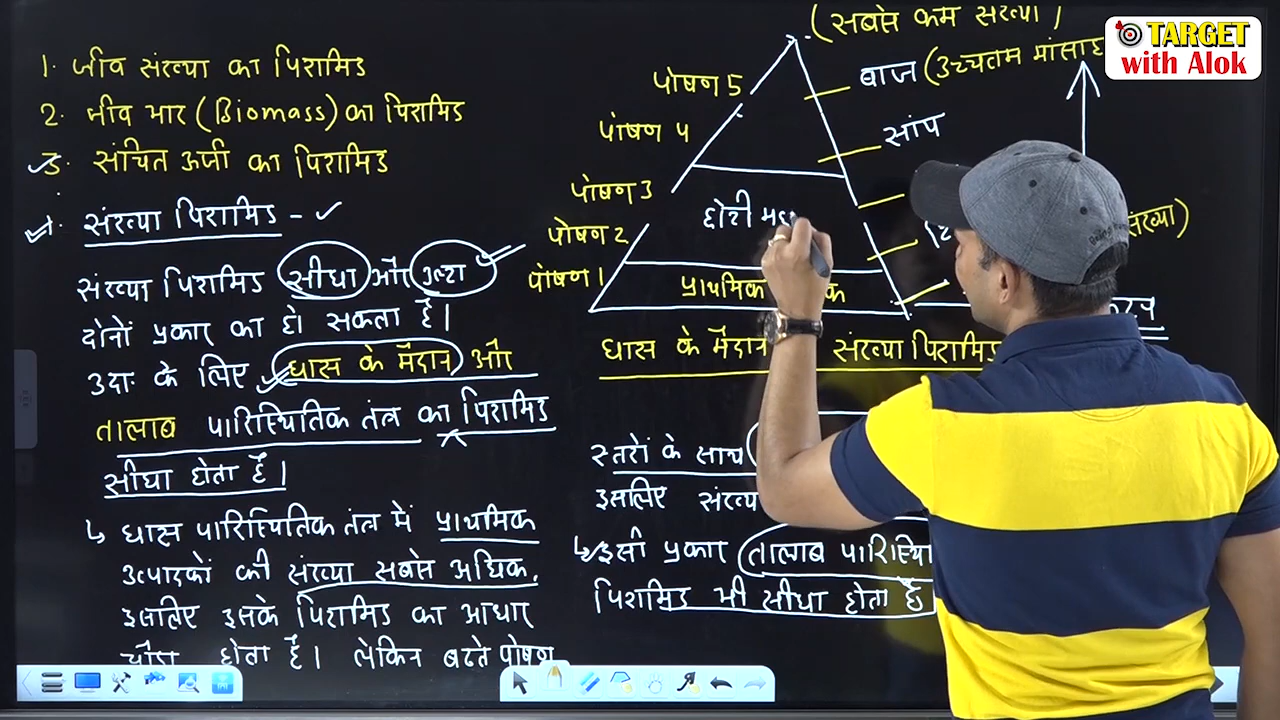 1. जीव संख्या का पिरामिड
2. जीव भार (Biomass) का पिरामिड
3. संचित ऊर्जा का पिरामिड
1. संख्या पिरामिड -
संख्या पिरामिड सीधा और उल्टा
दोनों प्रकार का हो सकता है।
उदा॰ के लिए घास के मैदान और
तालाब पारिस्थितिक तंत्र का पिरामिड
सीधा होता है।
घास पारिस्थितिक तंत्र में प्राथमिक
उत्पादकों की संख्या सबसे अधिक,
इसलिए इसके पिरामिड का आधार
चौड़ा होता है। लेकिन बढते पोषण
(सबसे कम संख्या)
पोषण 5
बाज (उच्चतम
पोषण 4
सांप
पोषण 3
छोटी
पोषण 2
संख्या)
पोषण 1
प्राथमिक
घास के मैदान
संख्या पिरामिड
स्तरों के साथ
इसलिए
इसी प्रकार तालाब
पिरामिड भी सीधा होता है
TARGET
with Alok